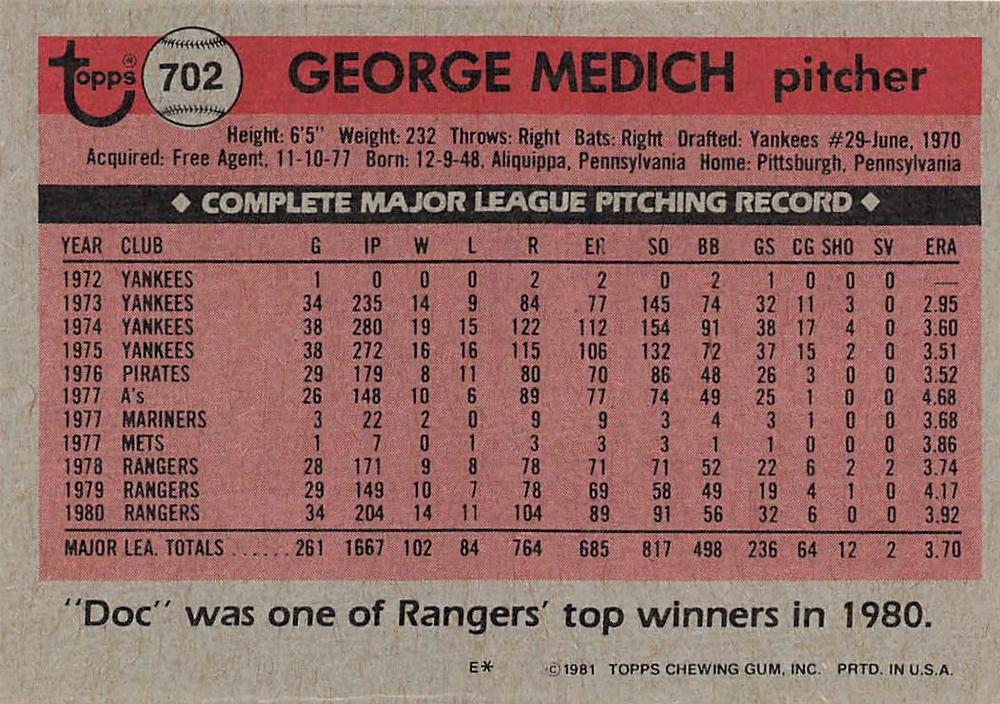 topps® 702 GEORGE MEDICH pitcher
Height: 6'5" Weight: 232 Throws: Right Bats: Right Drafted: Yankees #29-June, 1970
Acquired: Free Agent, 11-10-77 Born: 12-9-48, Aliquippa, Pennsylvania Home: Pittsburgh, Pennsylvania
◆ COMPLETE MAJOR LEAGUE PITCHING RECORD ◆
YEAR CLUB G IP W L R ER SO BB GS CG SHO SV ERA
1972 YANKEES 1 0 0 0 2 2 0 2 1 0 0 0 —
1973 YANKEES 34 235 14 9 84 77 145 74 32 11 3 0 2.95
1974 YANKEES 38 280 19 15 122 112 154 91 38 17 4 0 3.60
1975 YANKEES 38 272 16 16 115 106 132 72 37 15 2 0 3.51
1976 PIRATES 29 179 8 11 80 70 86 48 26 3 0 0 3.52
1977 A's 26 148 10 6 89 77 74 49 25 1 0 0 4.68
1977 MARINERS 3 22 2 0 9 9 3 4 3 1 0 0 3.68
1977 METS 1 7 0 1 3 3 3 1 1 0 0 0 3.86
1978 RANGERS 28 171 9 8 78 71 71 52 22 6 2 2 3.74
1979 RANGERS 29 149 10 7 78 69 58 49 19 4 1 0 4.17
1980 RANGERS 34 204 14 11 104 89 91 56 32 6 0 0 3.92
MAJOR LEA. TOTALS ......261 1667 102 84 764 685 817 498 236 64 12 2 3.70
"Doc" was one of Rangers' top winners in 1980.
E* ©1981 TOPPS CHEWING GUM, INC. PRTD. IN U.S.A.